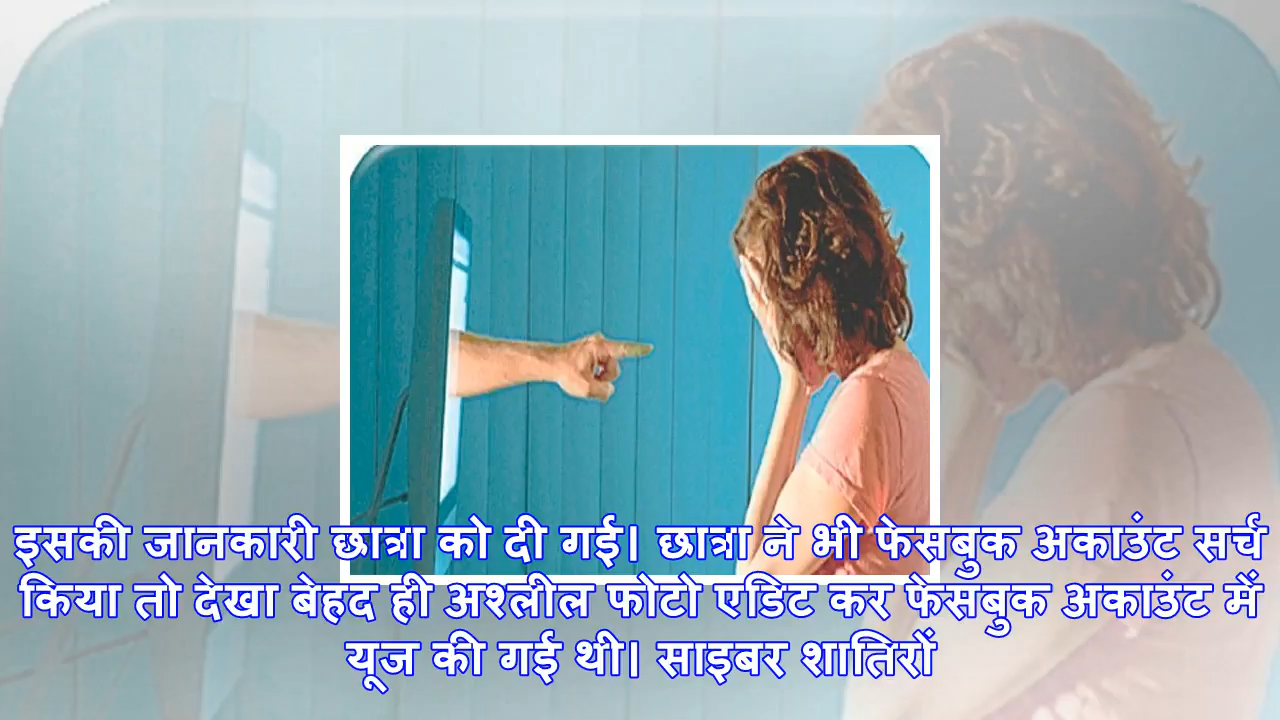 इसकी जानकारी छात्रा को दी गई। छात्रा ने भी फेसबुक अकाउंट सर्च
किया तो देखा बेहद ही अश्लील फोटो एडिट कर फेसबुक अकाउंट में
यूज की गई थी। साइबर शातिरों